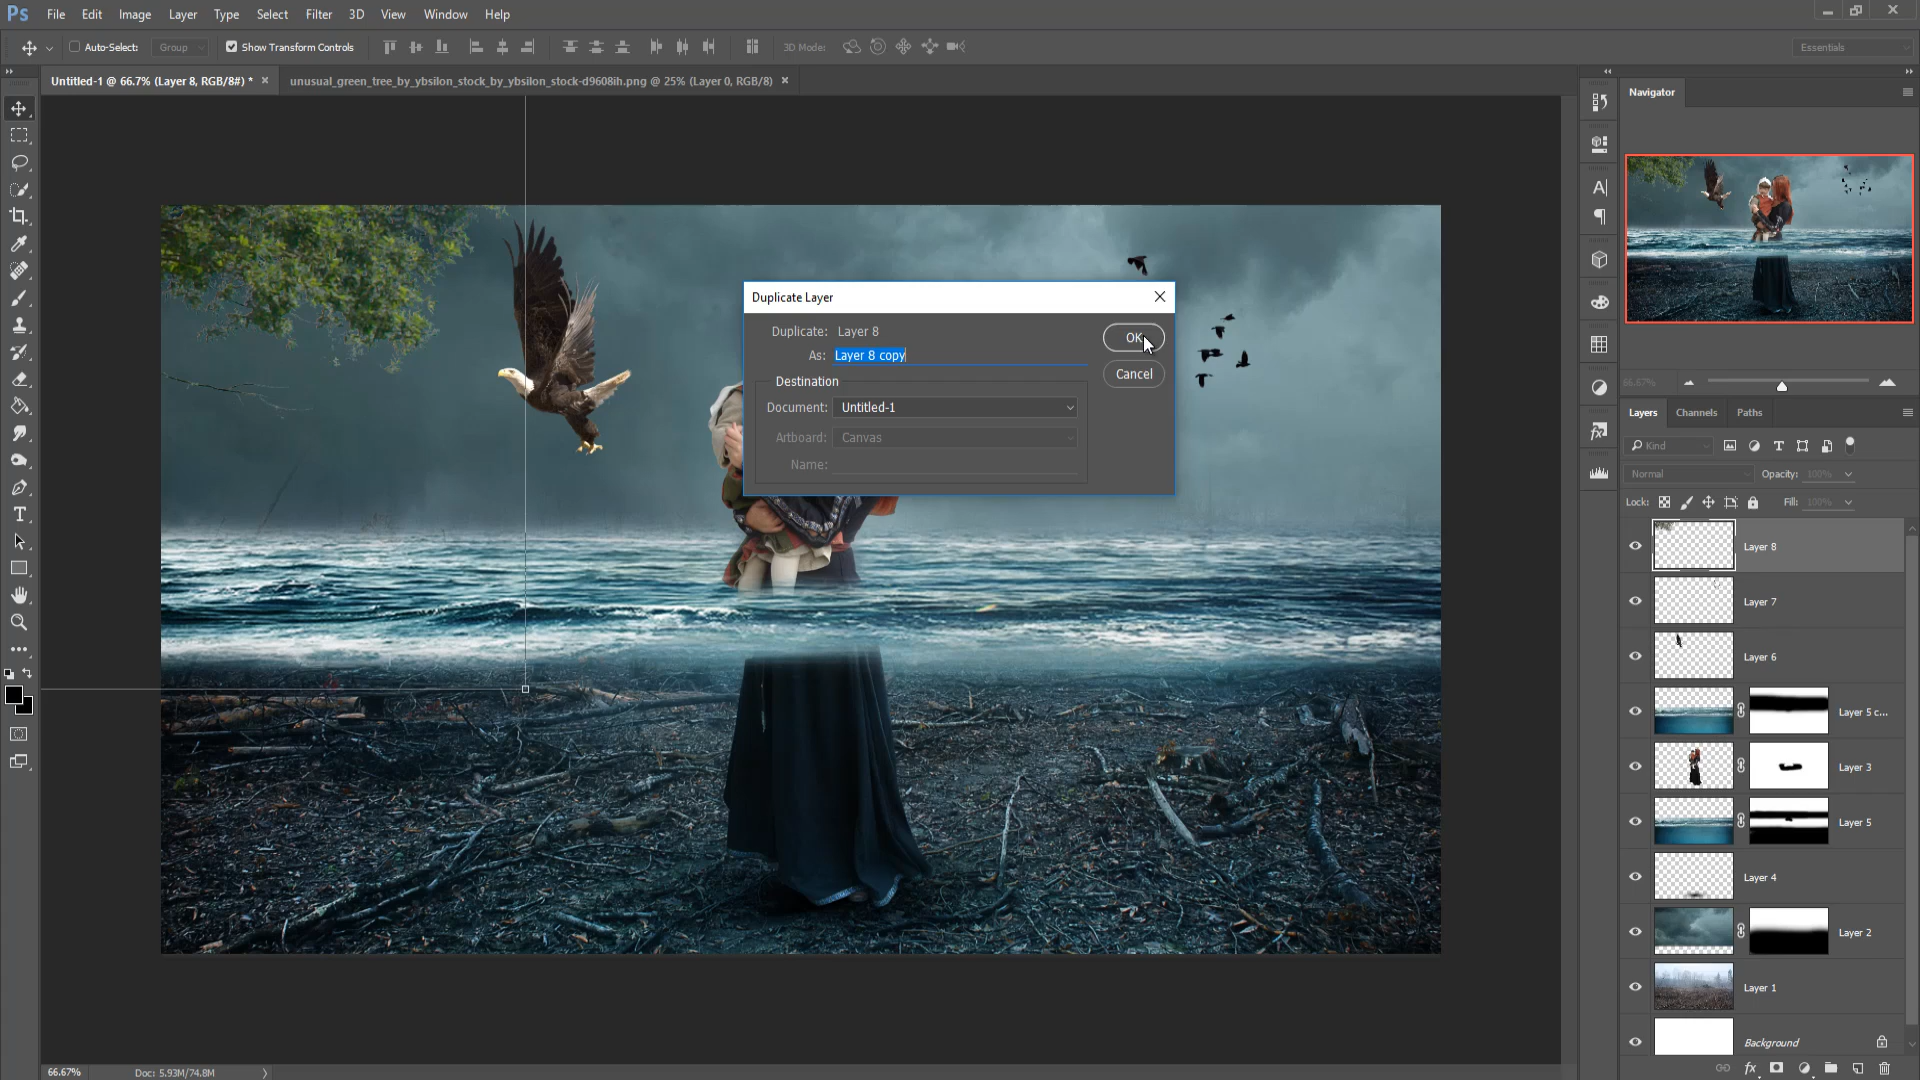 Ps File Edit Image Layer Type Select Filter 3D View Window Help
Auto-Select: Group Show Transform Controls 3D Mode: Essentials
Untitled-1 @ 66.7% (Layer 8, RGB/8#) * × unusual_green_tree_by_ybsilon_stock_by_ybsilon_stock-d9608ih.png @ 25% (Layer 0, RGB/8) ×
Navigator
Duplicate Layer
Duplicate: Layer 8
OK
As: Layer 8 copy
Cancel
Destination
Document: Untitled-1
Artboard: Canvas
Name:
66.67%
Layers Channels Paths
Kind
Normal Opacity: 100%
Lock: Fill: 100%
Layer 8
Layer 7
Layer 6
Layer 5 c...
Layer 3
Layer 5
Layer 4
Layer 2
Layer 1
Background
66.67% Doc: 5.93M/74.8M